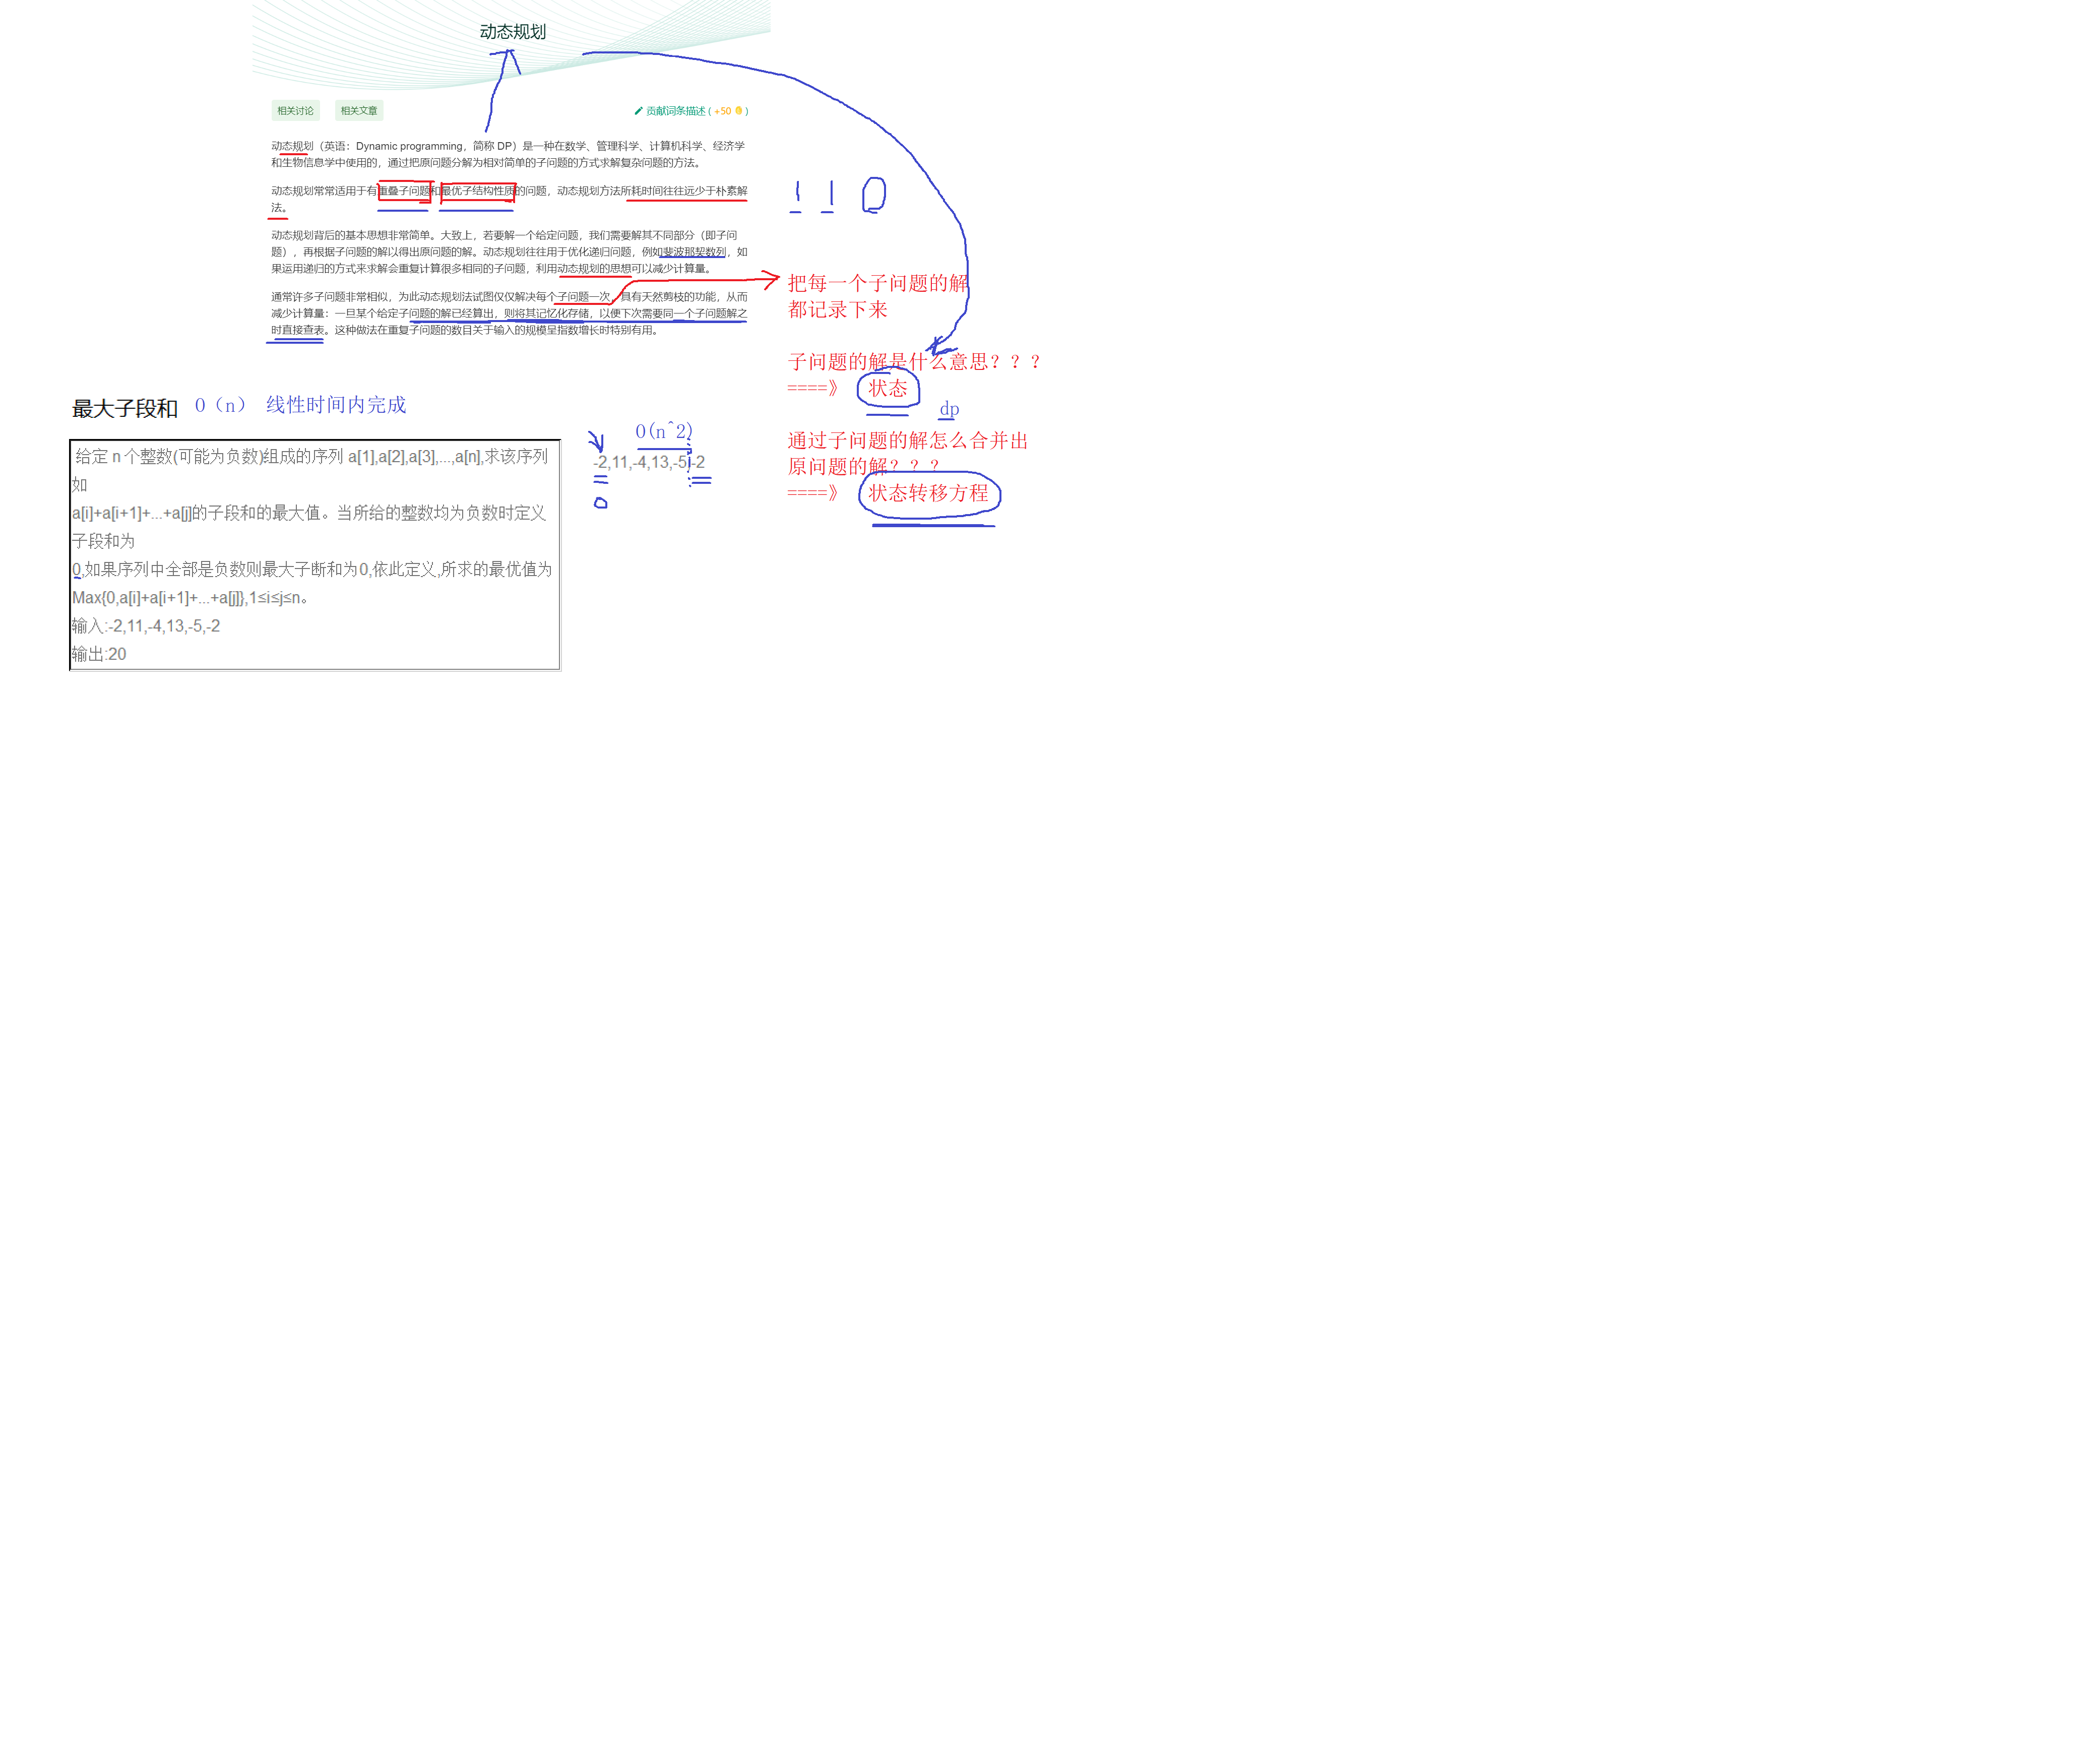 动态规划
相关讨论 相关文章 贡献词条描述 ( +50 )
动态规划（英语：Dynamic programming，简称 DP）是一种在数学、管理科学、计算机科学、经济学
和生物信息学中使用的，通过把原问题分解为相对简单的子问题的方式求解复杂问题的方法。
动态规划常常适用于有重叠子问题和最优子结构性质的问题，动态规划方法所耗时间往往远少于朴素解
法。
动态规划背后的基本思想非常简单。大致上，若要解一个给定问题，我们需要解其不同部分（即子问
题），再根据子问题的解以得出原问题的解。动态规划往往用于优化递归问题，例如斐波那契数列，如
果运用递归的方式来求解会重复计算很多相同的子问题，利用动态规划的思想可以减少计算量。
通常许多子问题非常相似，为此动态规划法试图仅仅解决每个子问题一次，具有天然剪枝的功能，从而
减少计算量：一旦某个给定子问题的解已经算出，则将其记忆化存储，以便下次需要同一个子问题解之
时直接查表。这种做法在重复子问题的数目关于输入的规模呈指数增长时特别有用。
1 1 0
把每一个子问题的解
都记录下来
子问题的解是什么意思？？？
====》 状态
dp
通过子问题的解怎么合并出
原问题的解？？？
====》 状态转移方程
最大子段和 O（n） 线性时间内完成
给定 n 个整数(可能为负数)组成的序列 a[1],a[2],a[3],...,a[n],求该序列
如
a[i]+a[i+1]+...+a[j]的子段和的最大值。当所给的整数均为负数时定义
子段和为
0,如果序列中全部是负数则最大子断和为0,依此定义,所求的最优值为
Max{0,a[i]+a[i+1]+...+a[j]},1≤i≤j≤n。
输入:-2,11,-4,13,-5,-2
输出:20
O(n^2)
-2,11,-4,13,-5,-2
0